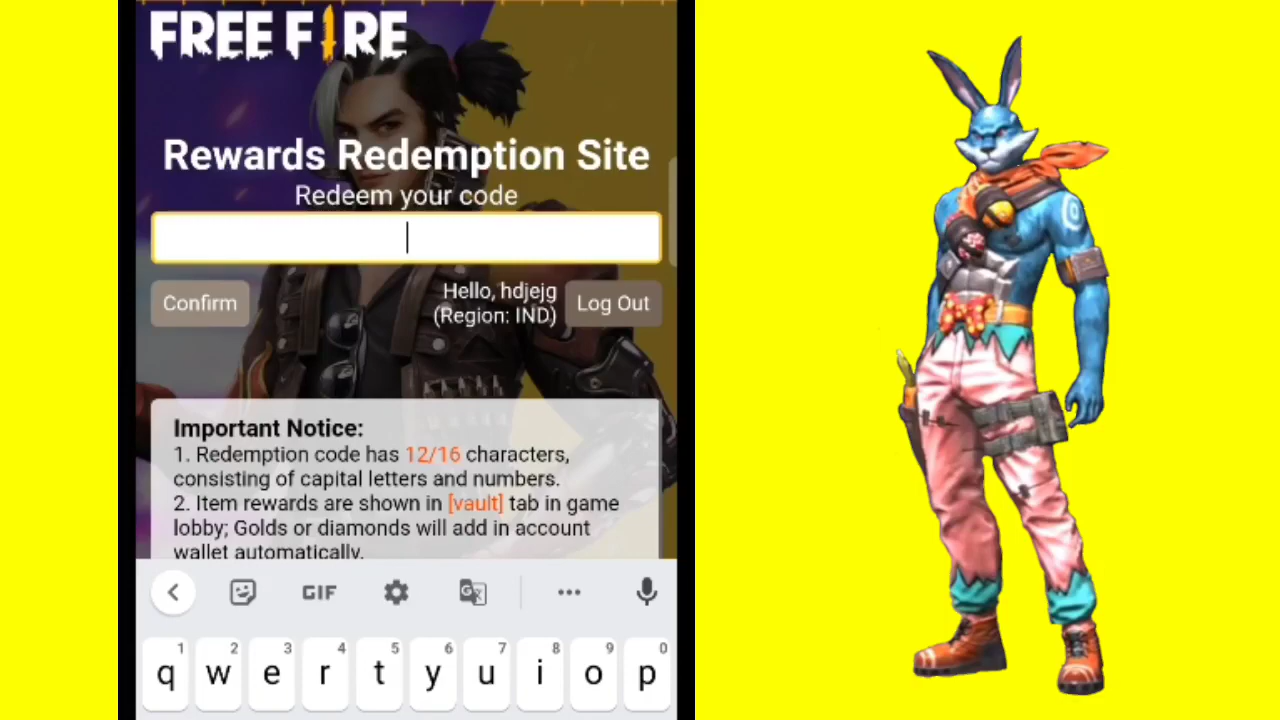 FREE FIRE
Rewards Redemption Site
Redeem your code
Confirm
Hello, hdjejg
(Region: IND)
Log Out
Important Notice:
1. Redemption code has 12/16 characters,
consisting of capital letters and numbers.
2. Item rewards are shown in [vault] tab in game
lobby; Golds or diamonds will add in account
wallet automatically.
GIF
1 2 3 4 5 6 7 8 9 0
q w e r t y u i o p